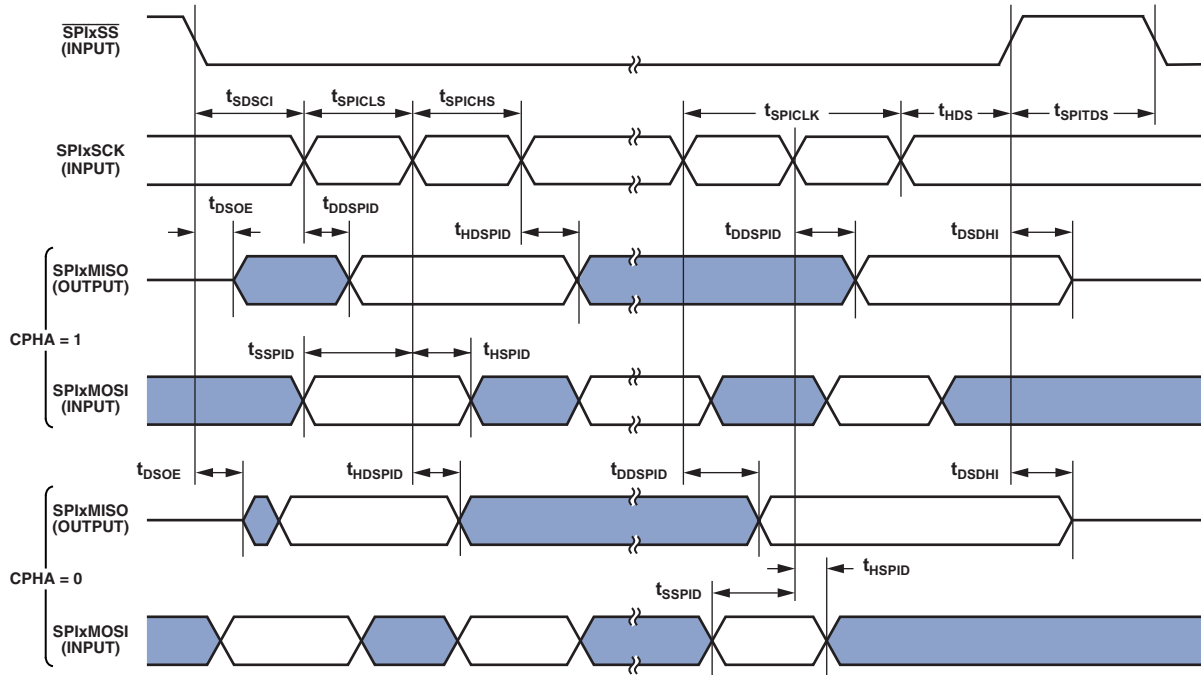 SPIxSS
(INPUT)
tSDSCI tSPICLS tSPICHS tSPICLK tHDS tSPITDS
SPIxSCK
(INPUT)
tDSOE tDDSPID tHDSPID tDDSPID tDSDHI
SPIxMISO
(OUTPUT)
CPHA = 1
tSSPID tHSPID
SPIxMOSI
(INPUT)
tDSOE tHDSPID tDDSPID tDSDHI
SPIxMISO
(OUTPUT)
CPHA = 0
tSSPID tHSPID
SPIxMOSI
(INPUT)